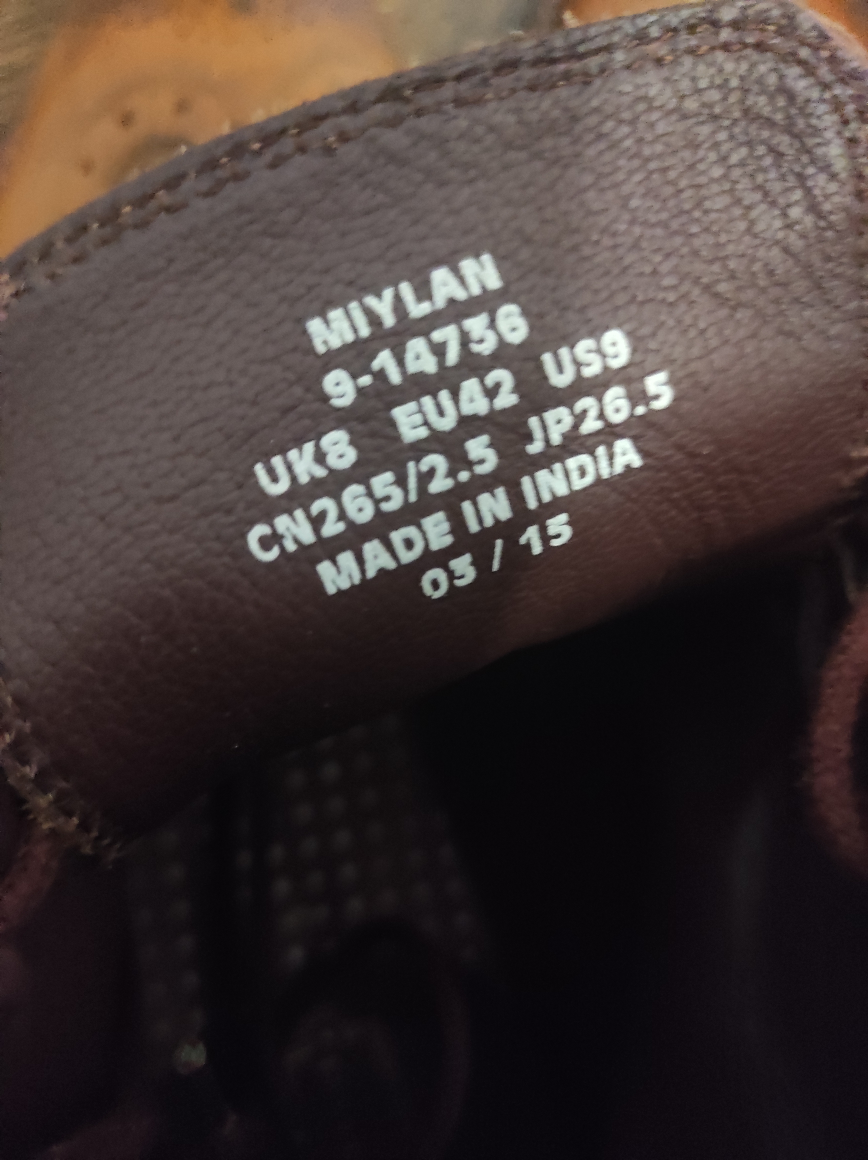 MIYLAN
9-14736
UK8 EU42 US9
CN265/2.5 JP26.5
MADE IN INDIA
03 / 15